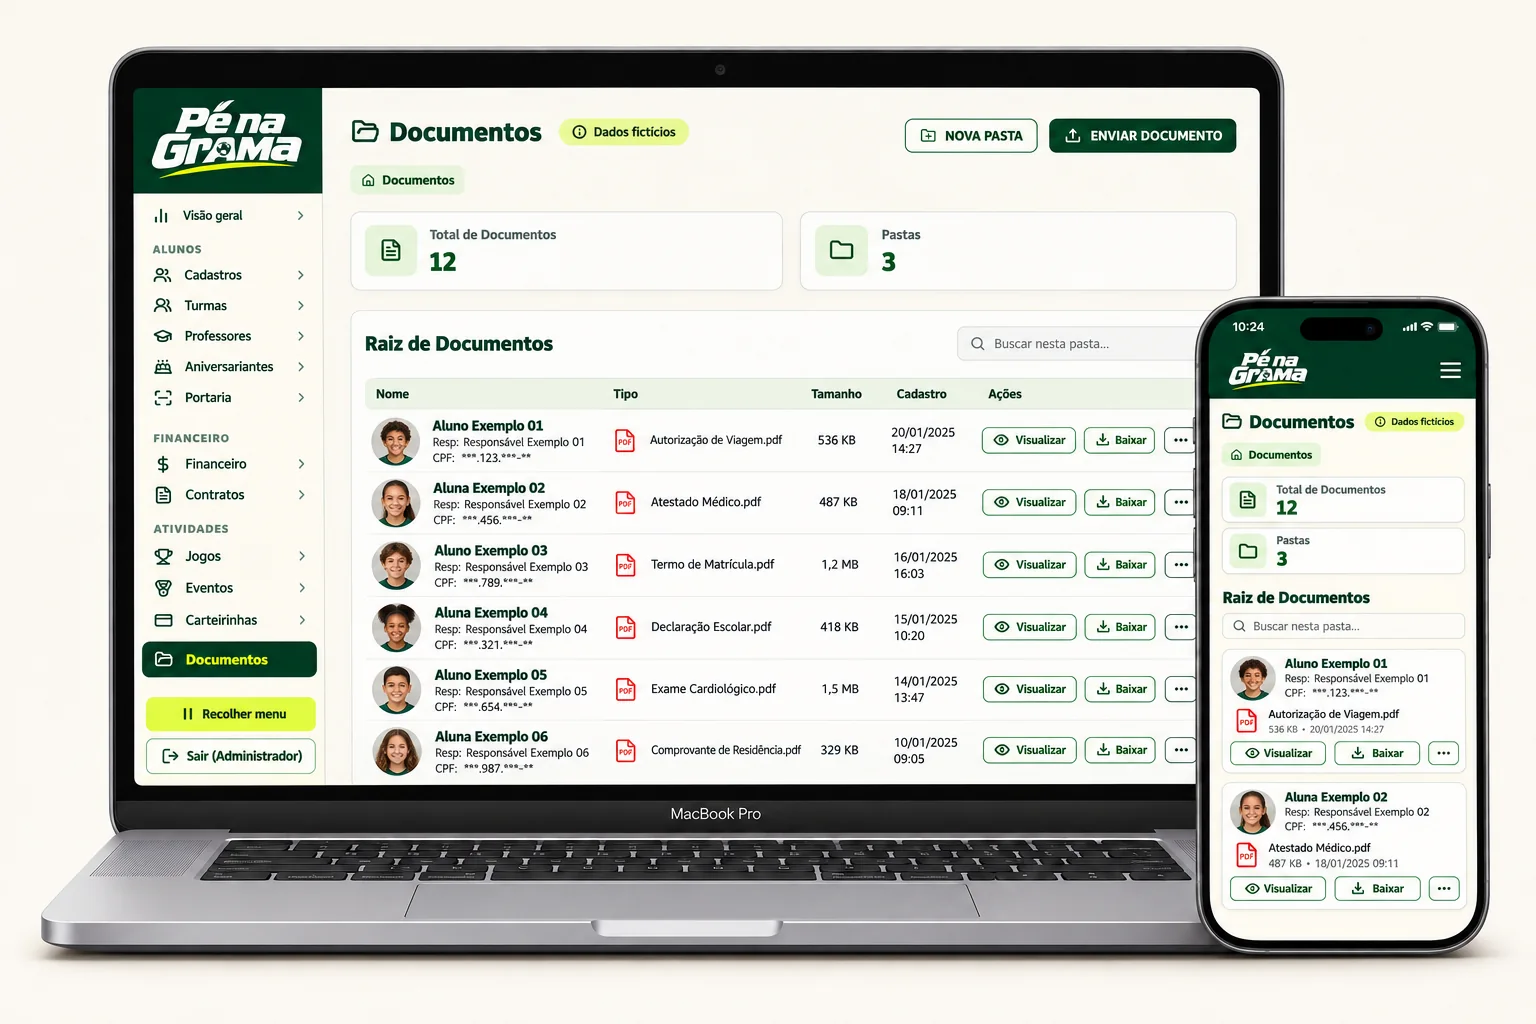 Pé na
GRAMa
Visão geral
ALUNOS
Cadastros
Turmas
Professores
Aniversariantes
Portaria
FINANCEIRO
Financeiro
Contratos
ATIVIDADES
Jogos
Eventos
Carteirinhas
Documentos
Recolher menu
Sair (Administrador)
Documentos
Dados fictícios
NOVA PASTA
ENVIAR DOCUMENTO
Documentos
Total de Documentos
12
Pastas
3
Raiz de Documentos
Buscar nesta pasta...
Nome Tipo Tamanho Cadastro Ações
Aluno Exemplo 01
Resp: Responsável Exemplo 01
CPF: ***.123.***-**
PDF
Autorização de Viagem.pdf
536 KB
20/01/2025
14:27
Visualizar
Baixar
Aluna Exemplo 02
Resp: Responsável Exemplo 02
CPF: ***.456.***-**
PDF
Atestado Médico.pdf
487 KB
18/01/2025
09:11
Visualizar
Baixar
Aluno Exemplo 03
Resp: Responsável Exemplo 03
CPF: ***.789.***-**
PDF
Termo de Matrícula.pdf
1,2 MB
16/01/2025
16:03
Visualizar
Baixar
Aluna Exemplo 04
Resp: Responsável Exemplo 04
CPF: ***.321.***-**
PDF
Declaração Escolar.pdf
418 KB
15/01/2025
10:20
Visualizar
Baixar
Aluno Exemplo 05
Resp: Responsável Exemplo 05
CPF: ***.654.***-**
PDF
Exame Cardiológico.pdf
1,5 MB
14/01/2025
13:47
Visualizar
Baixar
Aluna Exemplo 06
Resp: Responsável Exemplo 06
CPF: ***.987.***-**
PDF
Comprovante de Residência.pdf
329 KB
10/01/2025
09:05
Visualizar
Baixar
MacBook Pro
10:24
Pé na
GRAMa
Documentos
Dados fictícios
Documentos
Total de Documentos
12
Pastas
3
Raiz de Documentos
Buscar nesta pasta...
Aluno Exemplo 01
Resp: Responsável Exemplo 01
CPF: ***.123.***-**
PDF
Autorização de Viagem.pdf
536 KB • 20/01/2025 14:27
Visualizar
Baixar
Aluna Exemplo 02
Resp: Responsável Exemplo 02
CPF: ***.456.***-**
PDF
Atestado Médico.pdf
487 KB • 18/01/2025 09:11
Visualizar
Baixar